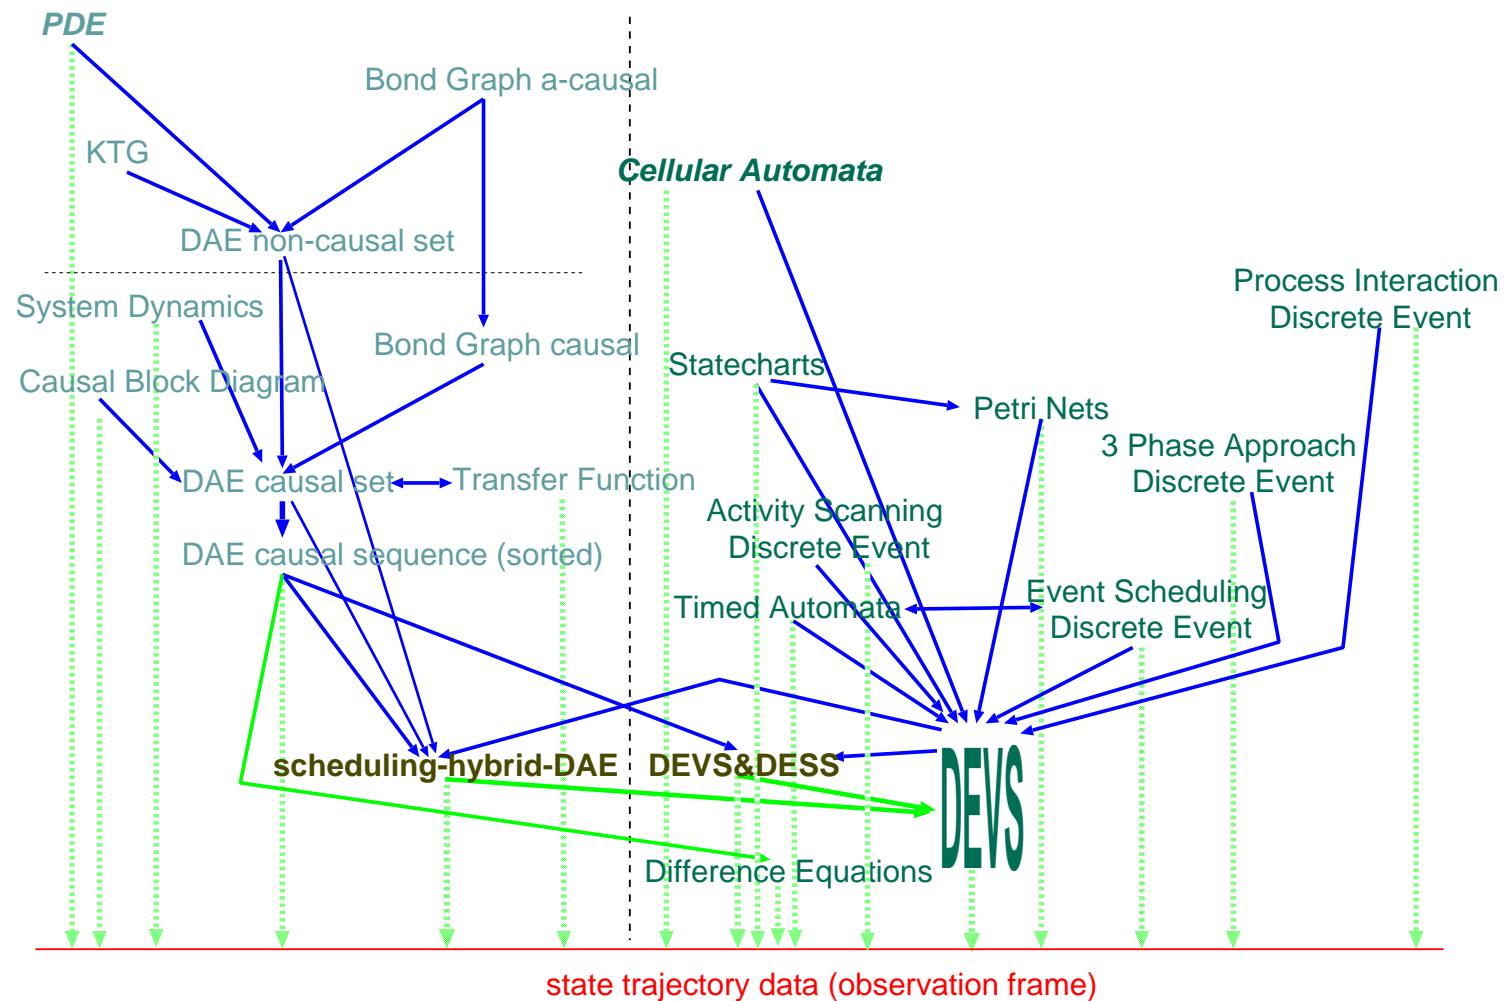 PDE
Bond Graph a-causal
KTG
Cellular Automata
DAE non-causal set
Process Interaction
Discrete Event
System Dynamics
Bond Graph causal
Statecharts
Causal Block Diagram
Petri Nets
3 Phase Approach
Discrete Event
DAE causal set
Transfer Function
Activity Scanning
Discrete Event
DAE causal sequence (sorted)
Timed Automata
Event Scheduling
Discrete Event
scheduling-hybrid-DAE
DEVS&DESS
DEVS
Difference Equations
state trajectory data (observation frame)